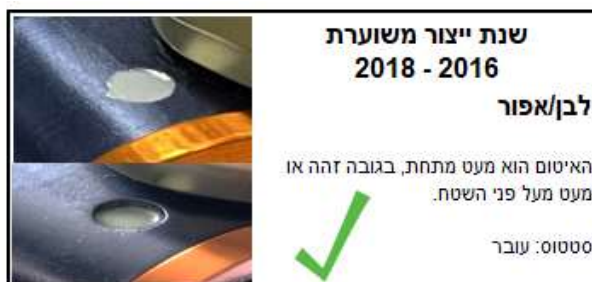 שנת ייצור משוערת
2016 - 2018
לבן/אפור
האיטום הוא מעט מתחת, בגובה זהה או
מעט מעל פני השטח.
סטטוס: עובר